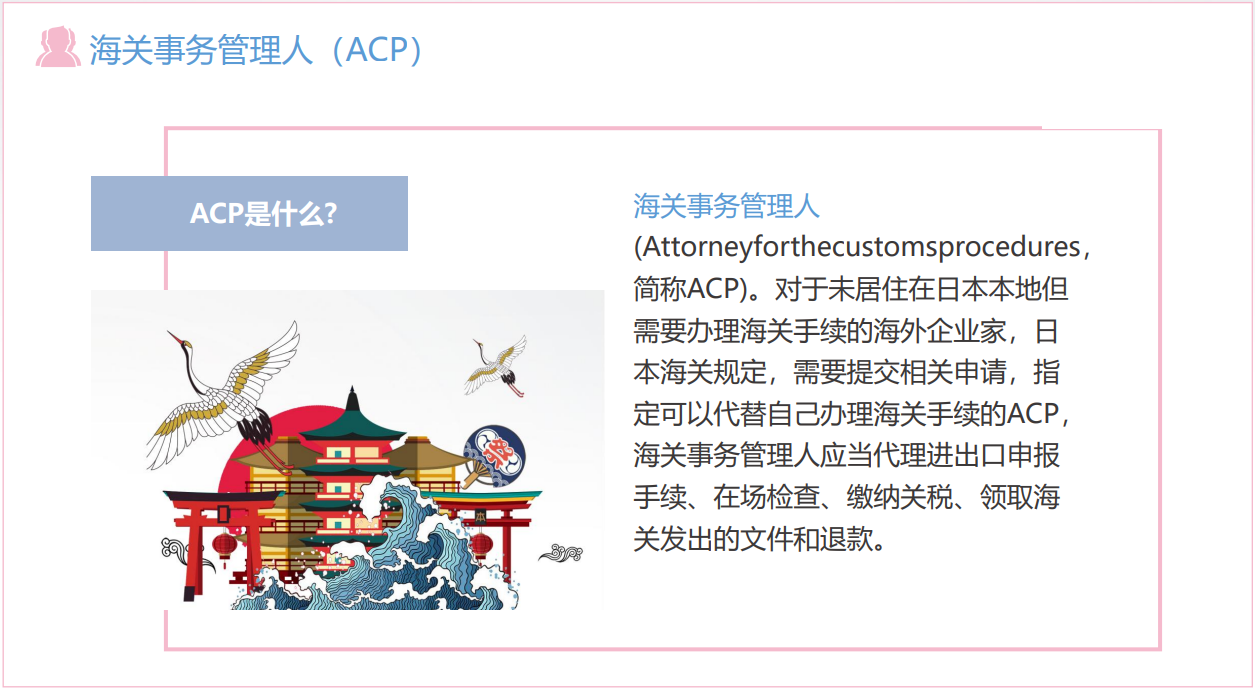 海关事务管理人（ACP）
ACP是什么?
海关事务管理人
(Attorneyforthecustomsprocedures，
简称ACP)。对于未居住在日本本地但
需要办理海关手续的海外企业家，日
本海关规定，需要提交相关申请，指
定可以代替自己办理海关手续的ACP，
海关事务管理人应当代理进出口申报
手续、在场检查、缴纳关税、领取海
关发出的文件和退款。